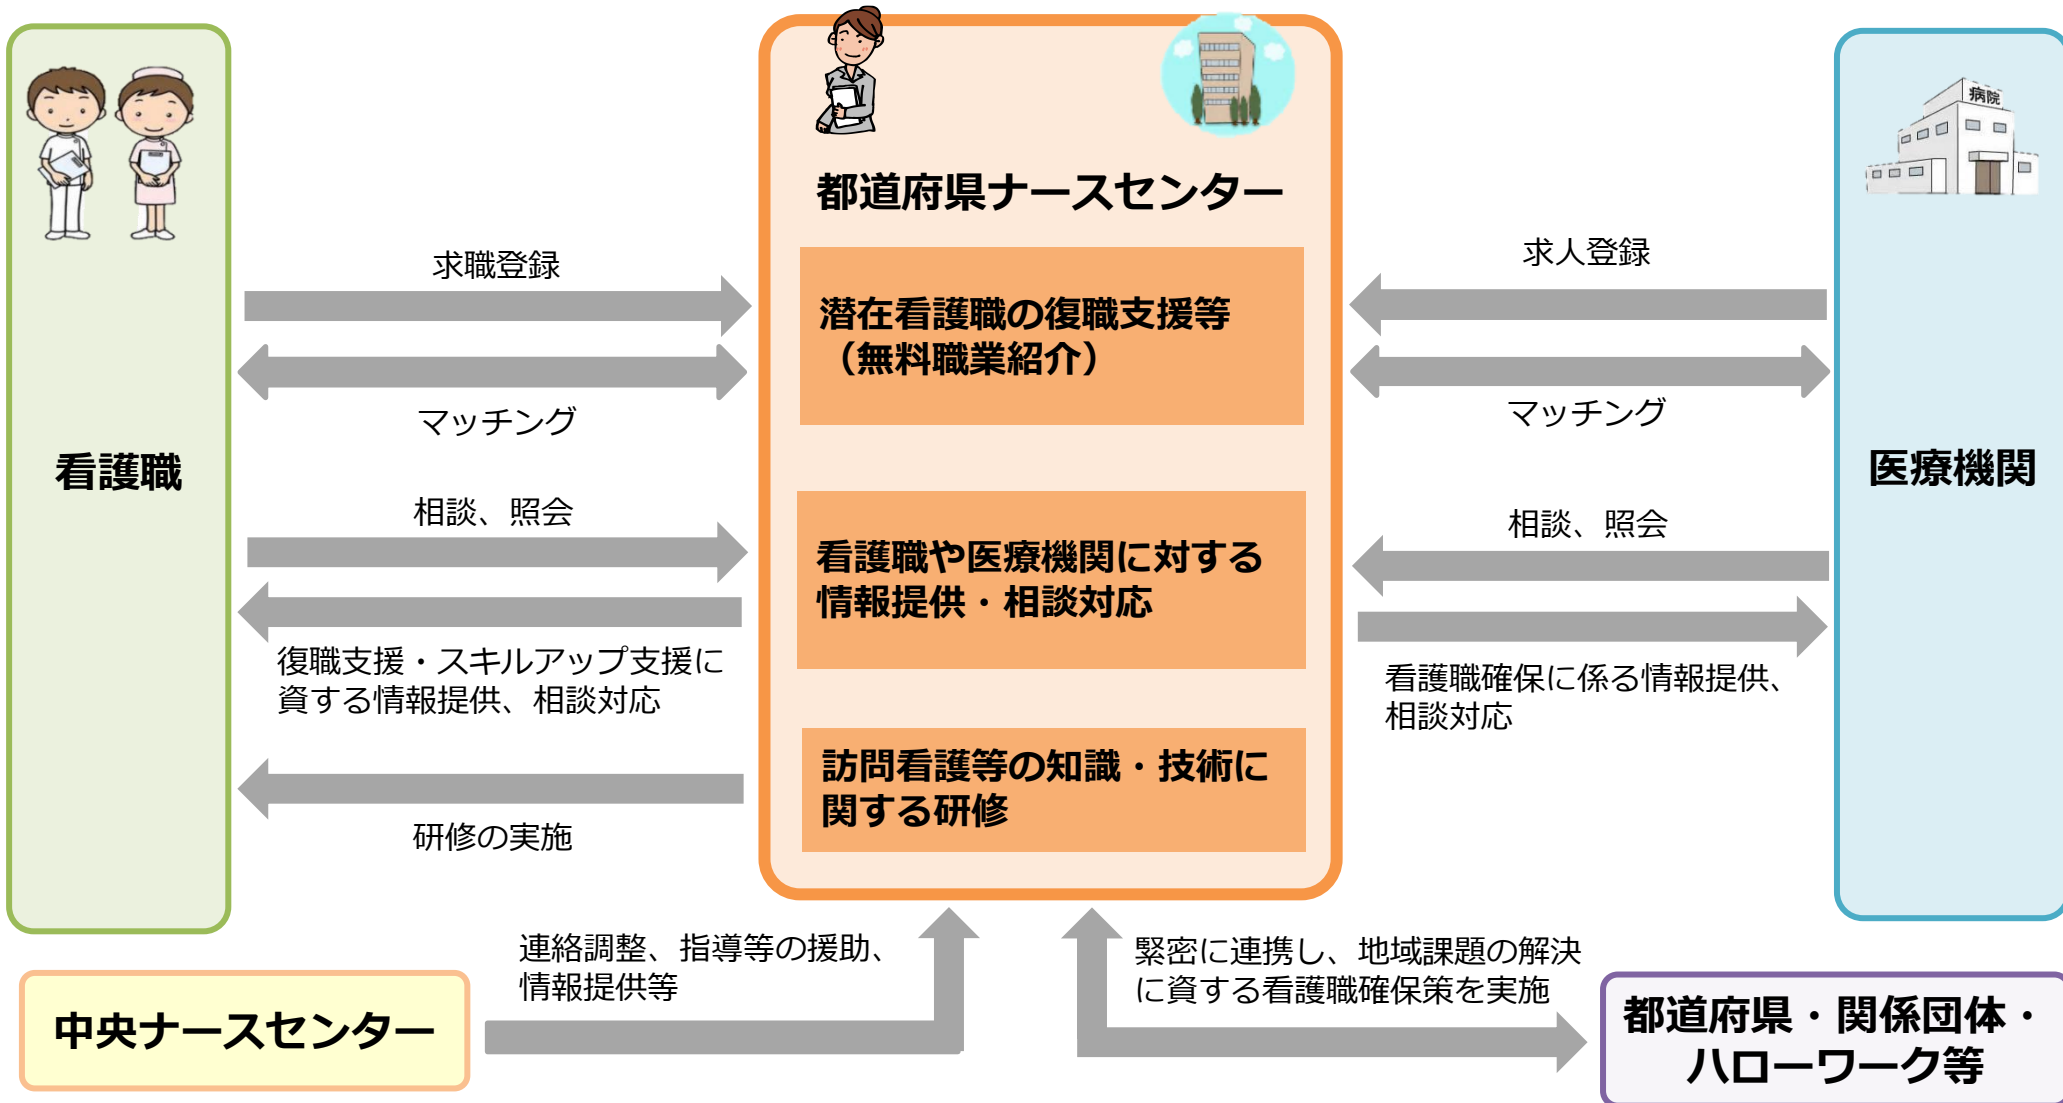 病院
都道府県ナースセンター
求職登録
マッチング
看護職
相談、照会
復職支援・スキルアップ支援に
資する情報提供、相談対応
研修の実施
潜在看護職の復職支援等
（無料職業紹介）
看護職や医療機関に対する
情報提供・相談対応
訪問看護等の知識・技術に
関する研修
求人登録
マッチング
医療機関
相談、照会
看護職確保に係る情報提供、
相談対応
連絡調整、指導等の援助、
情報提供等
緊密に連携し、地域課題の解決
に資する看護職確保策を実施
中央ナースセンター
都道府県・関係団体・
ハローワーク等